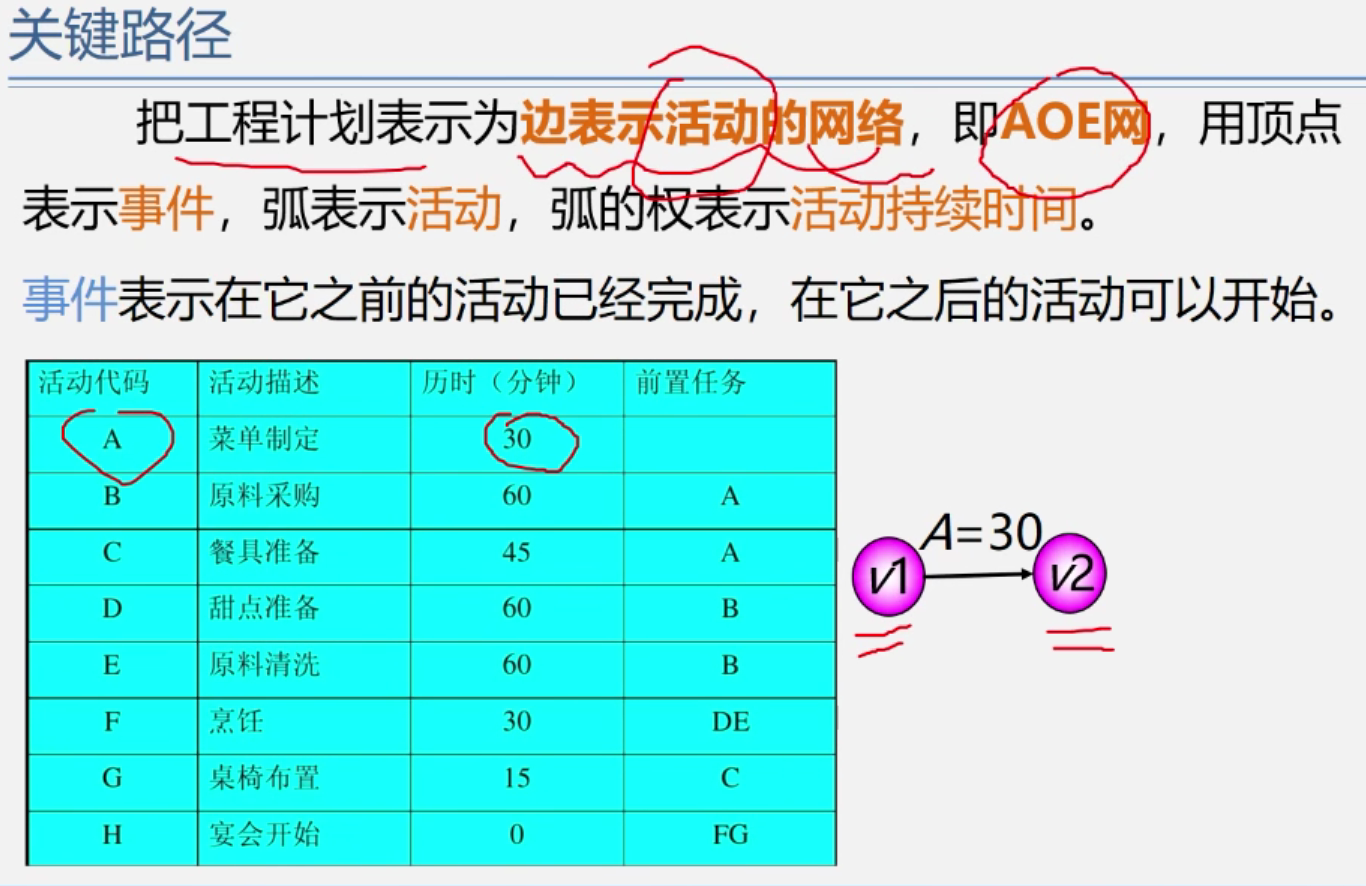 关键路径
把工程计划表示为边表示活动的网络，即AOE网，用顶点
表示事件，弧表示活动，弧的权表示活动持续时间。
事件表示在它之前的活动已经完成，在它之后的活动可以开始。
活动代码 活动描述 历时（分钟） 前置任务
A 菜单制定 30
B 原料采购 60 A
C 餐具准备 45 A
D 甜点准备 60 B
E 原料清洗 60 B
F 烹饪 30 DE
G 桌椅布置 15 C
H 宴会开始 0 FG
A=30
v1 v2